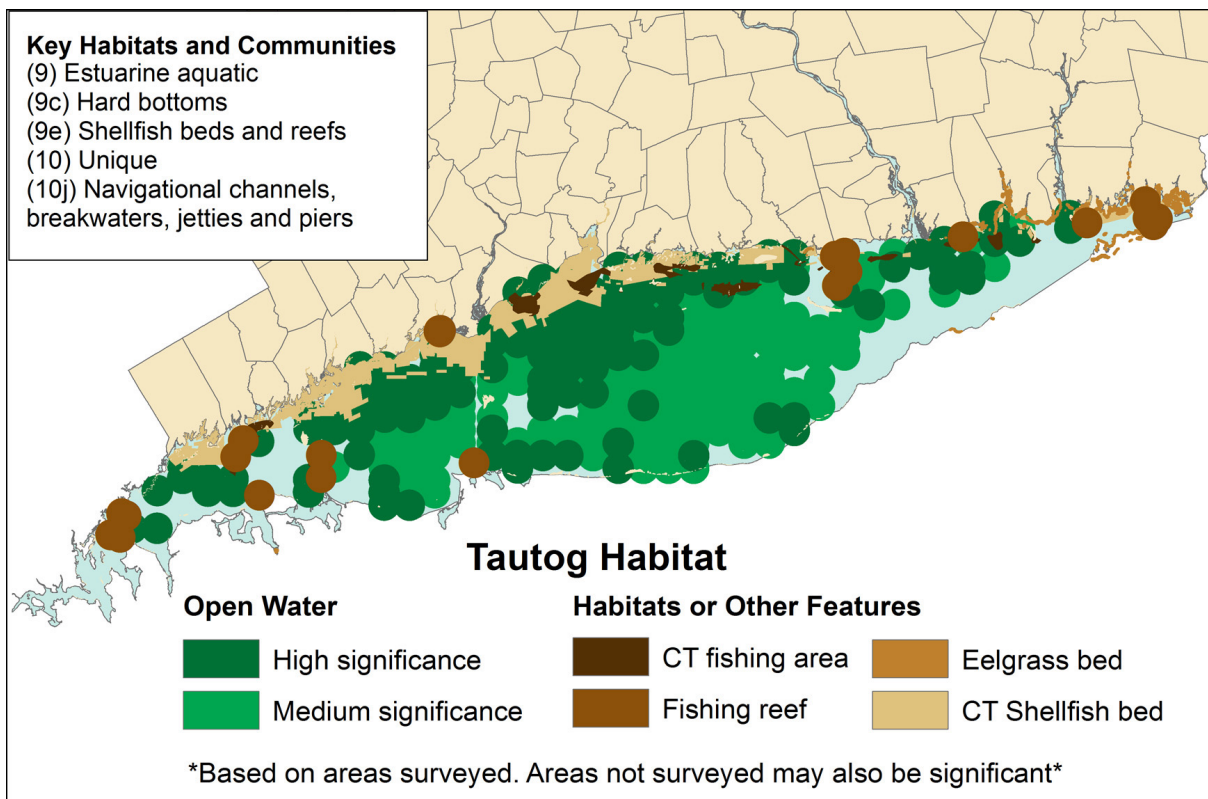 Key Habitats and Communities
(9) Estuarine aquatic
(9c) Hard bottoms
(9e) Shellfish beds and reefs
(10) Unique
(10j) Navigational channels,
breakwaters, jetties and piers
Tautog Habitat
Open Water
High significance
Medium significance
Habitats or Other Features
CT fishing area
Fishing reef
Eelgrass bed
CT Shellfish bed
*Based on areas surveyed. Areas not surveyed may also be significant*